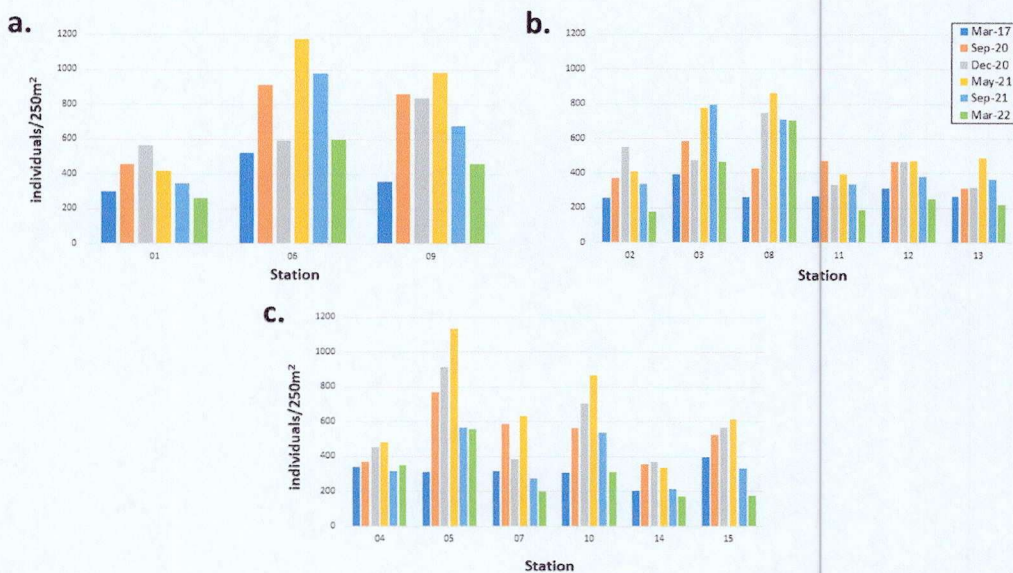 a.
1200
1000
800
600
400
200
0
individuals/250m²
01
06
09
Station
b.
1200
1000
800
600
400
200
0
02
03
08
11
12
13
Station
Mar-17
Sep-20
Dec-20
May-21
Sep-21
Mar-22
c.
1200
1000
800
600
400
200
0
individuals/250m²
04
05
07
10
14
15
Station